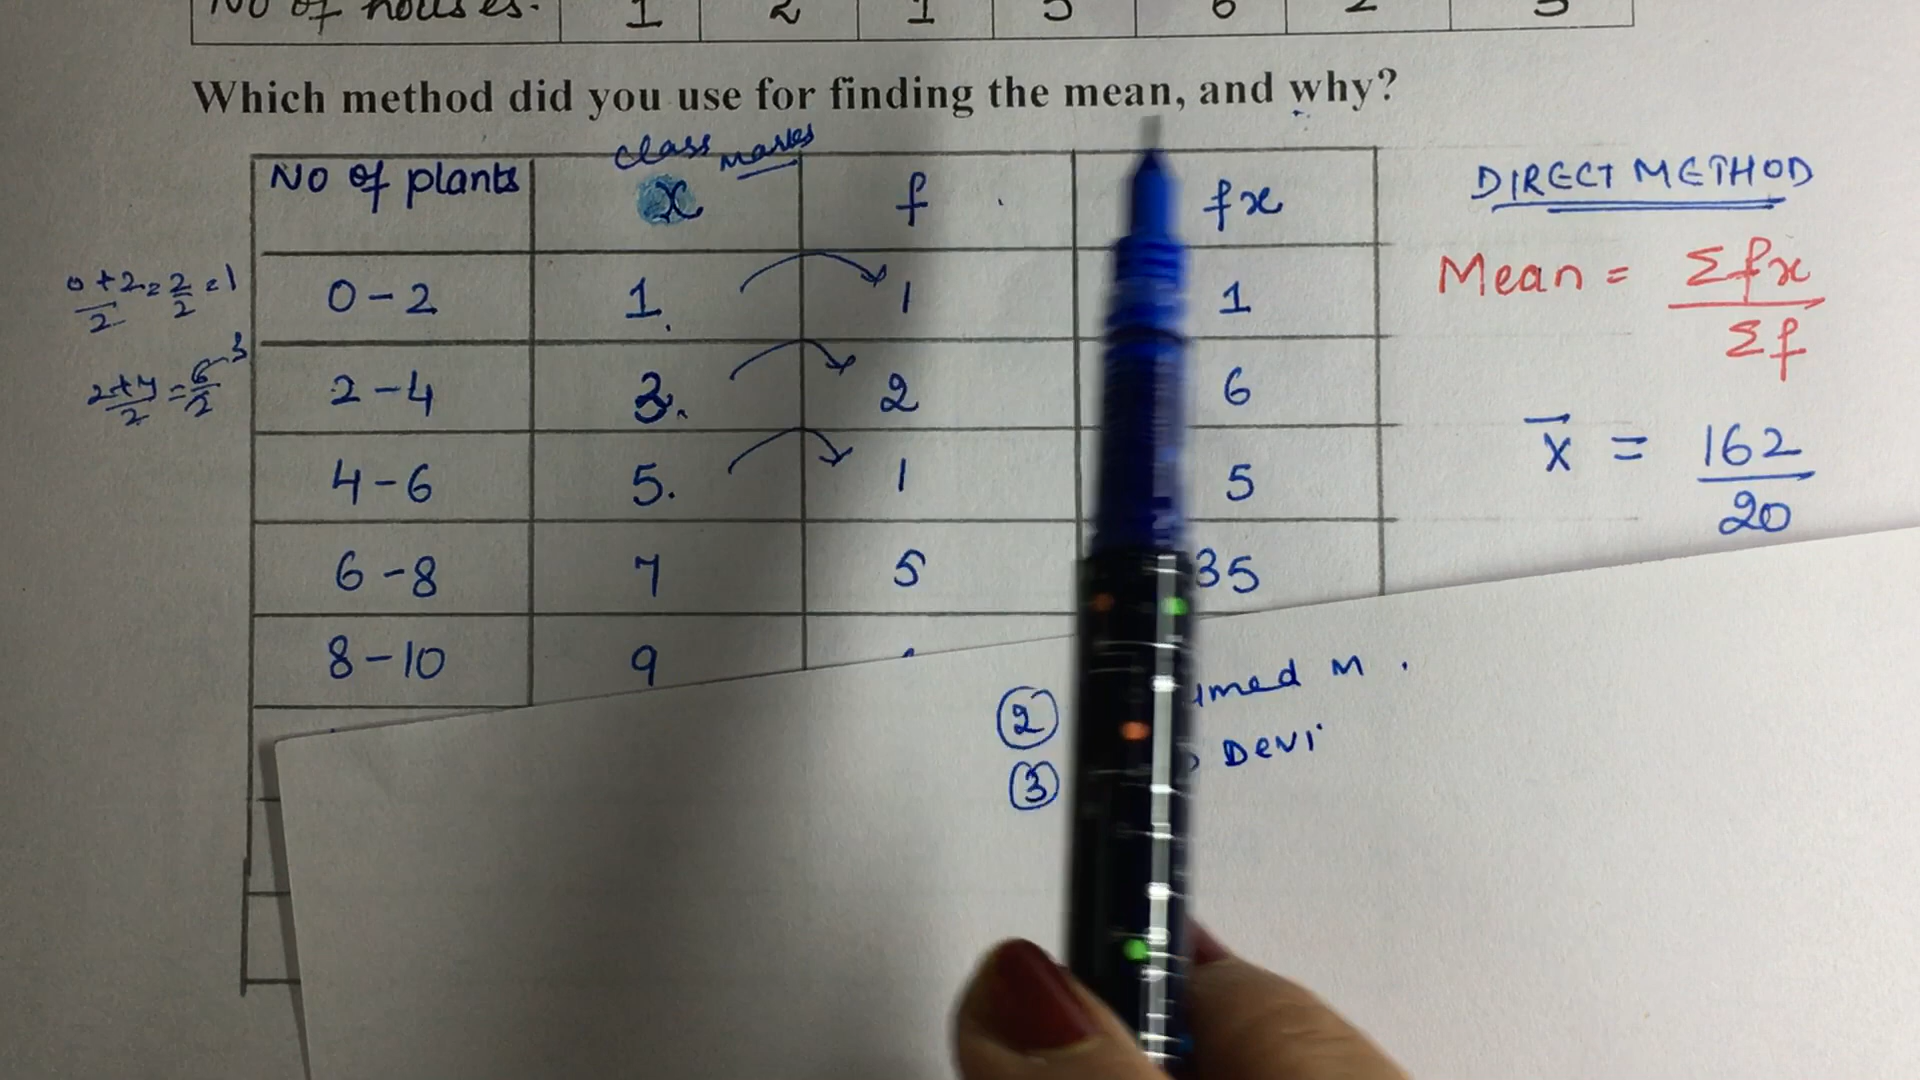 No of houses. 1 2 1 5 6 2 3
Which method did you use for finding the mean, and why?
class marks
No of plants x f fx
0-2 1. 1 1
2-4 3. 2 6
4-6 5. 1 5
6-8 7 5 35
8-10 9
0+2/2 = 2/2 = 1
2+4/2 = 6/2 3
DIRECT METHOD
Mean = Σfx/Σf
x̄ = 162/20
② umed M.
③ Devi